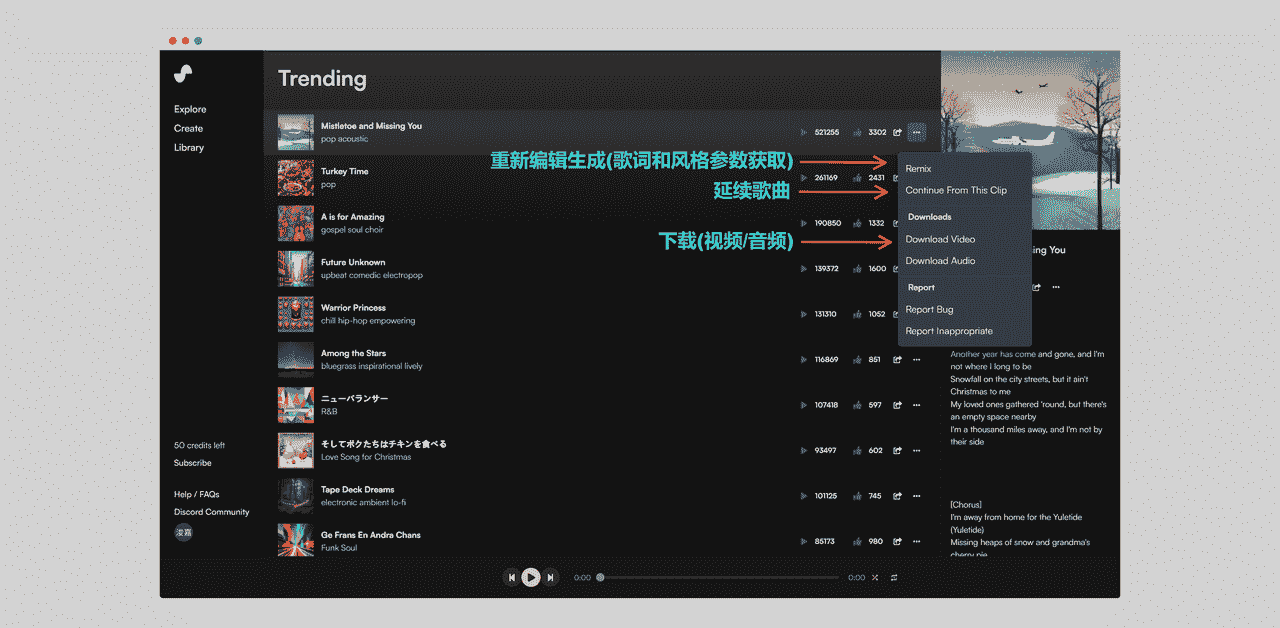 Explore
Create
Library
50 credits left
Subscribe
Help / FAQs
Discord Community
浚嘉
Trending
Mistletoe and Missing You
pop acoustic
521255
3302
Turkey Time
pop
261169
2431
A is for Amazing
gospel soul choir
190850
1332
Future Unknown
upbeat comedic electropop
139372
1600
Warrior Princess
chill hip-hop empowering
131310
1052
Among the Stars
bluegrass inspirational lively
116869
851
ニューバランサー
R&B
107418
597
そしてボクたちはチキンを食べる
Love Song for Christmas
93497
602
Tape Deck Dreams
electronic ambient lo-fi
101125
745
Ge Frans En Andra Chans
Funk Soul
85173
980
重新编辑生成(歌词和风格参数获取)
延续歌曲
下载(视频/音频)
Remix
Continue From This Clip
Downloads
Download Video
Download Audio
Report
Report Bug
Report Inappropriate
ing You
Another year has come and gone, and I'm
not where I long to be
Snowfall on the city streets, but it ain't
Christmas to me
My loved ones gathered 'round, but there's
an empty space nearby
I'm a thousand miles away, and I'm not by
their side
[Chorus]
I'm away from home for the Yuletide
(Yuletide)
Missing heaps of snow and grandma's
cherry pie
0:00
0:00